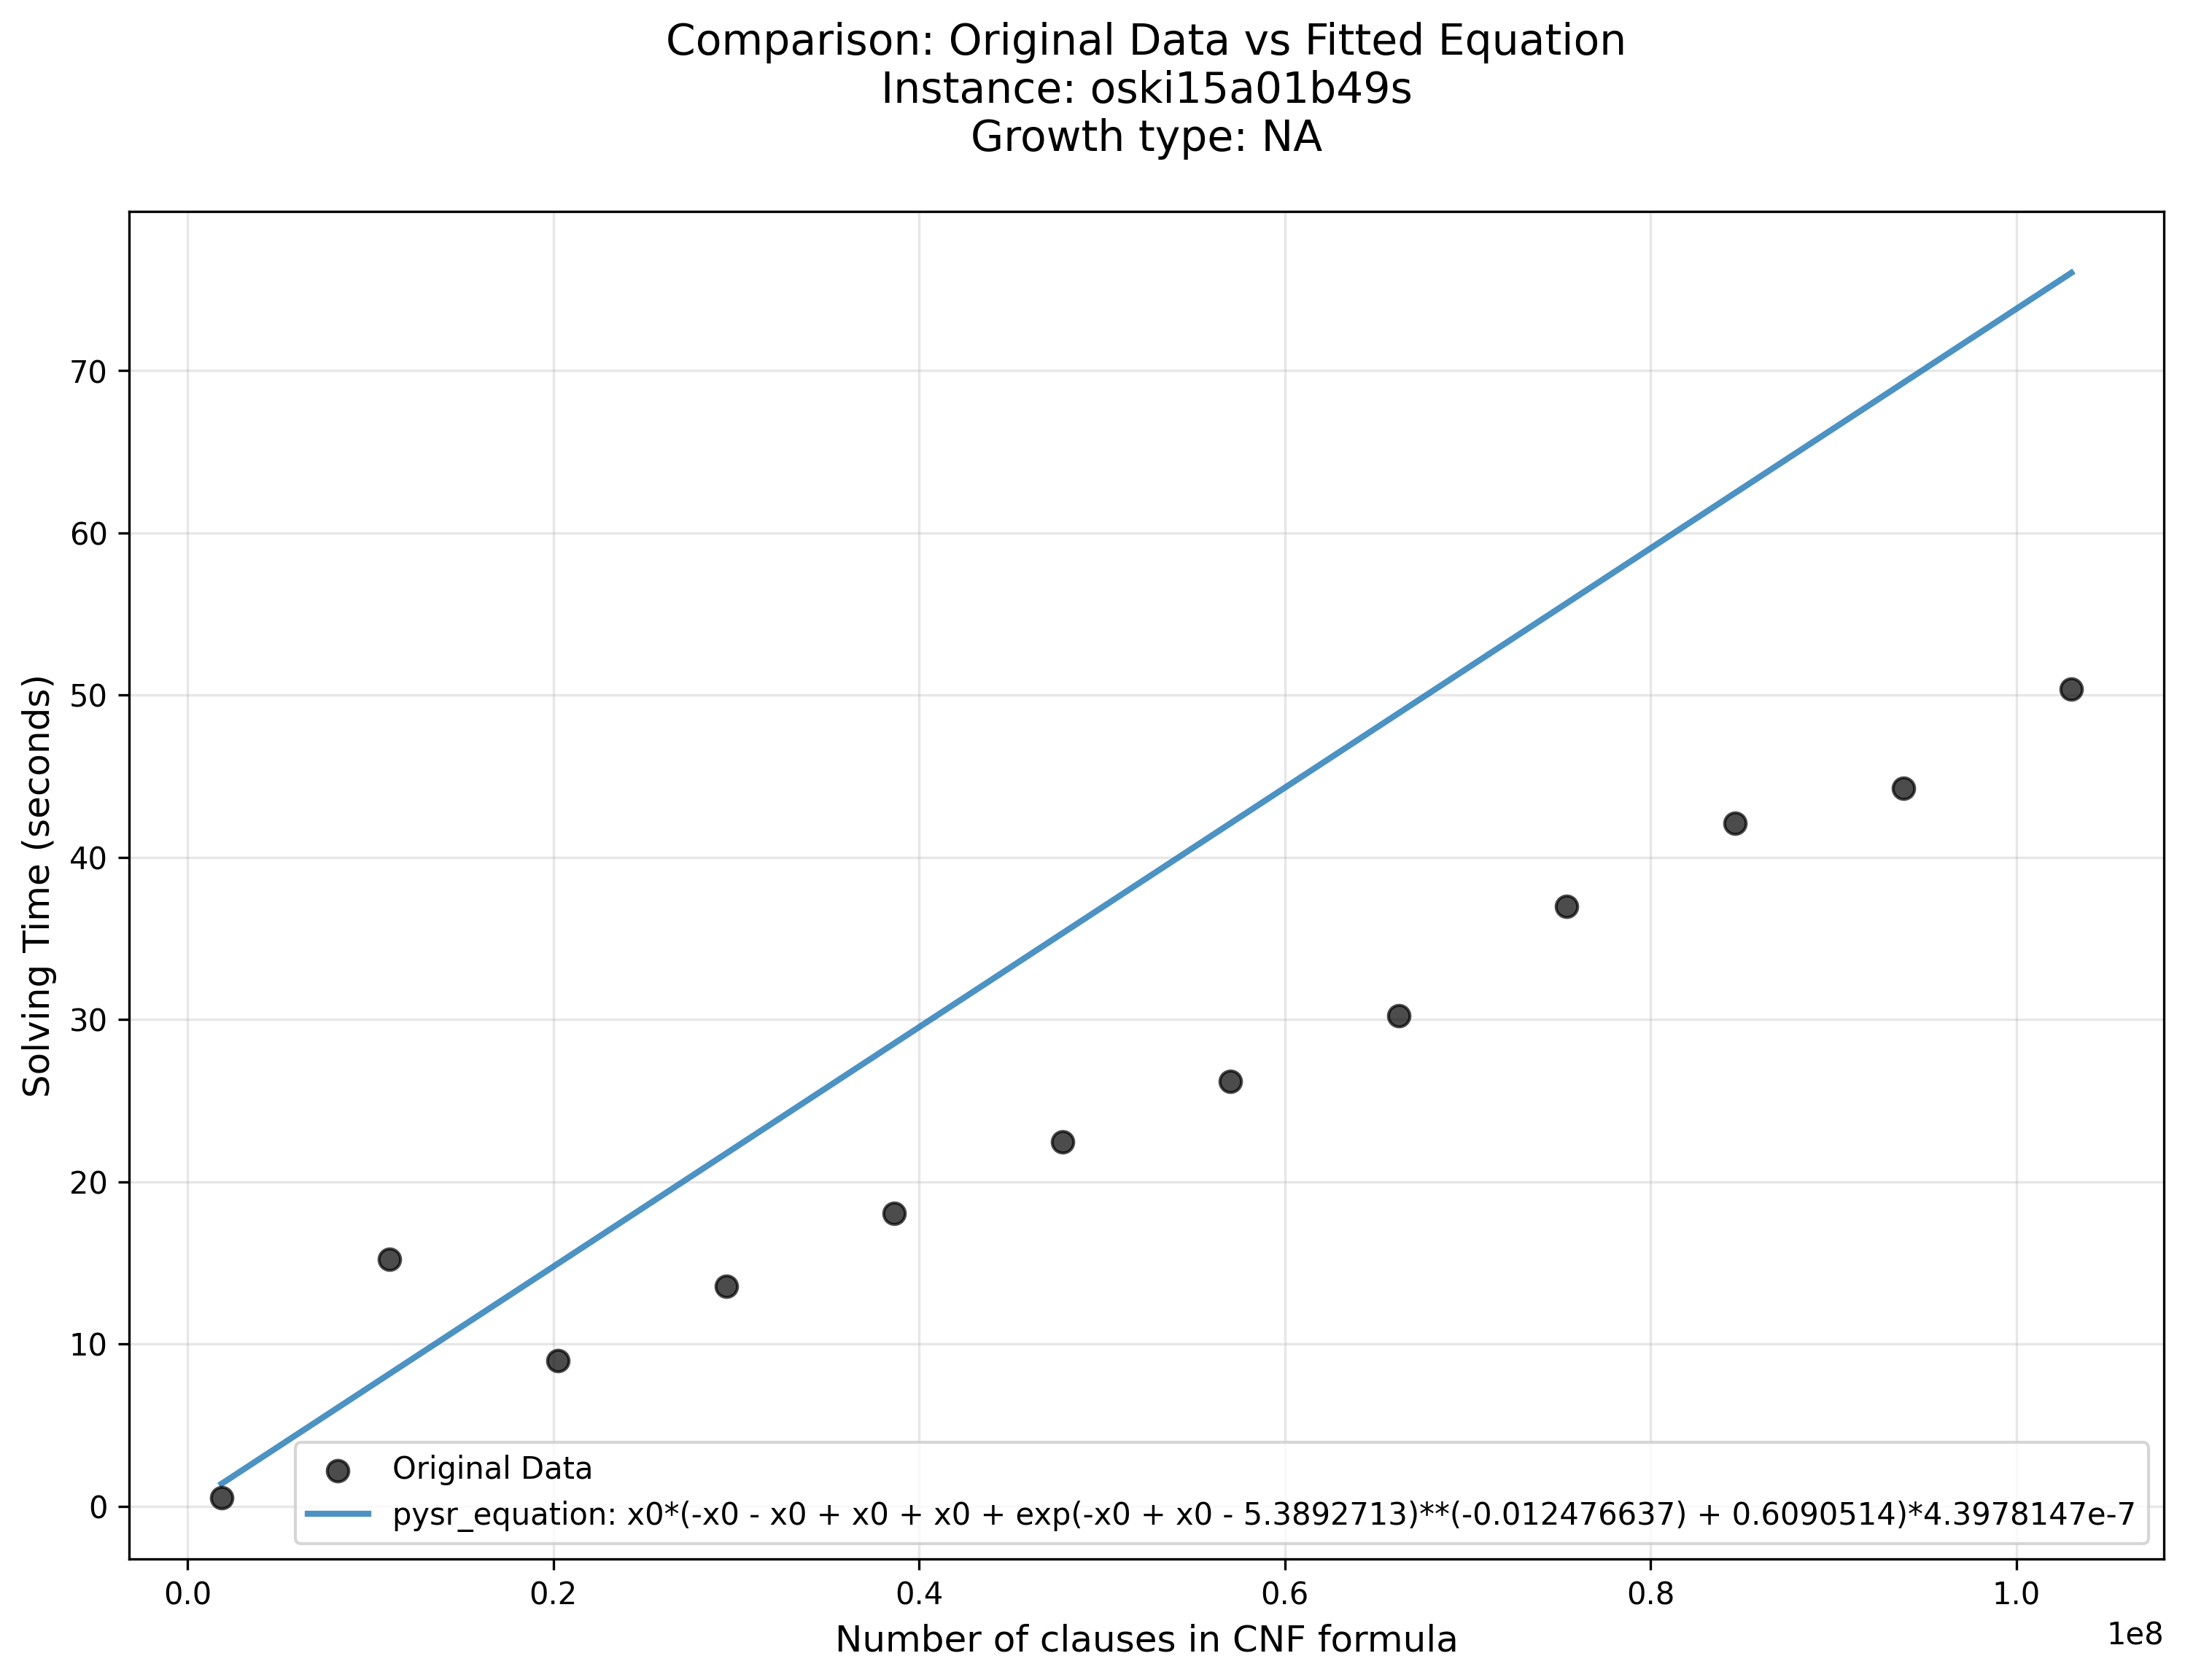 Comparison: Original Data vs Fitted Equation
Instance: oski15a01b49s
Growth type: NA
70
60
50
40
30
20
10
0
Solving Time (seconds)
Original Data
pysr_equation: x0*(-x0 - x0 + x0 + x0 + exp(-x0 + x0 - 5.3892713)**(-0.012476637) + 0.6090514)*4.3978147e-7
0.0 0.2 0.4 0.6 0.8 1.0
1e8
Number of clauses in CNF formula